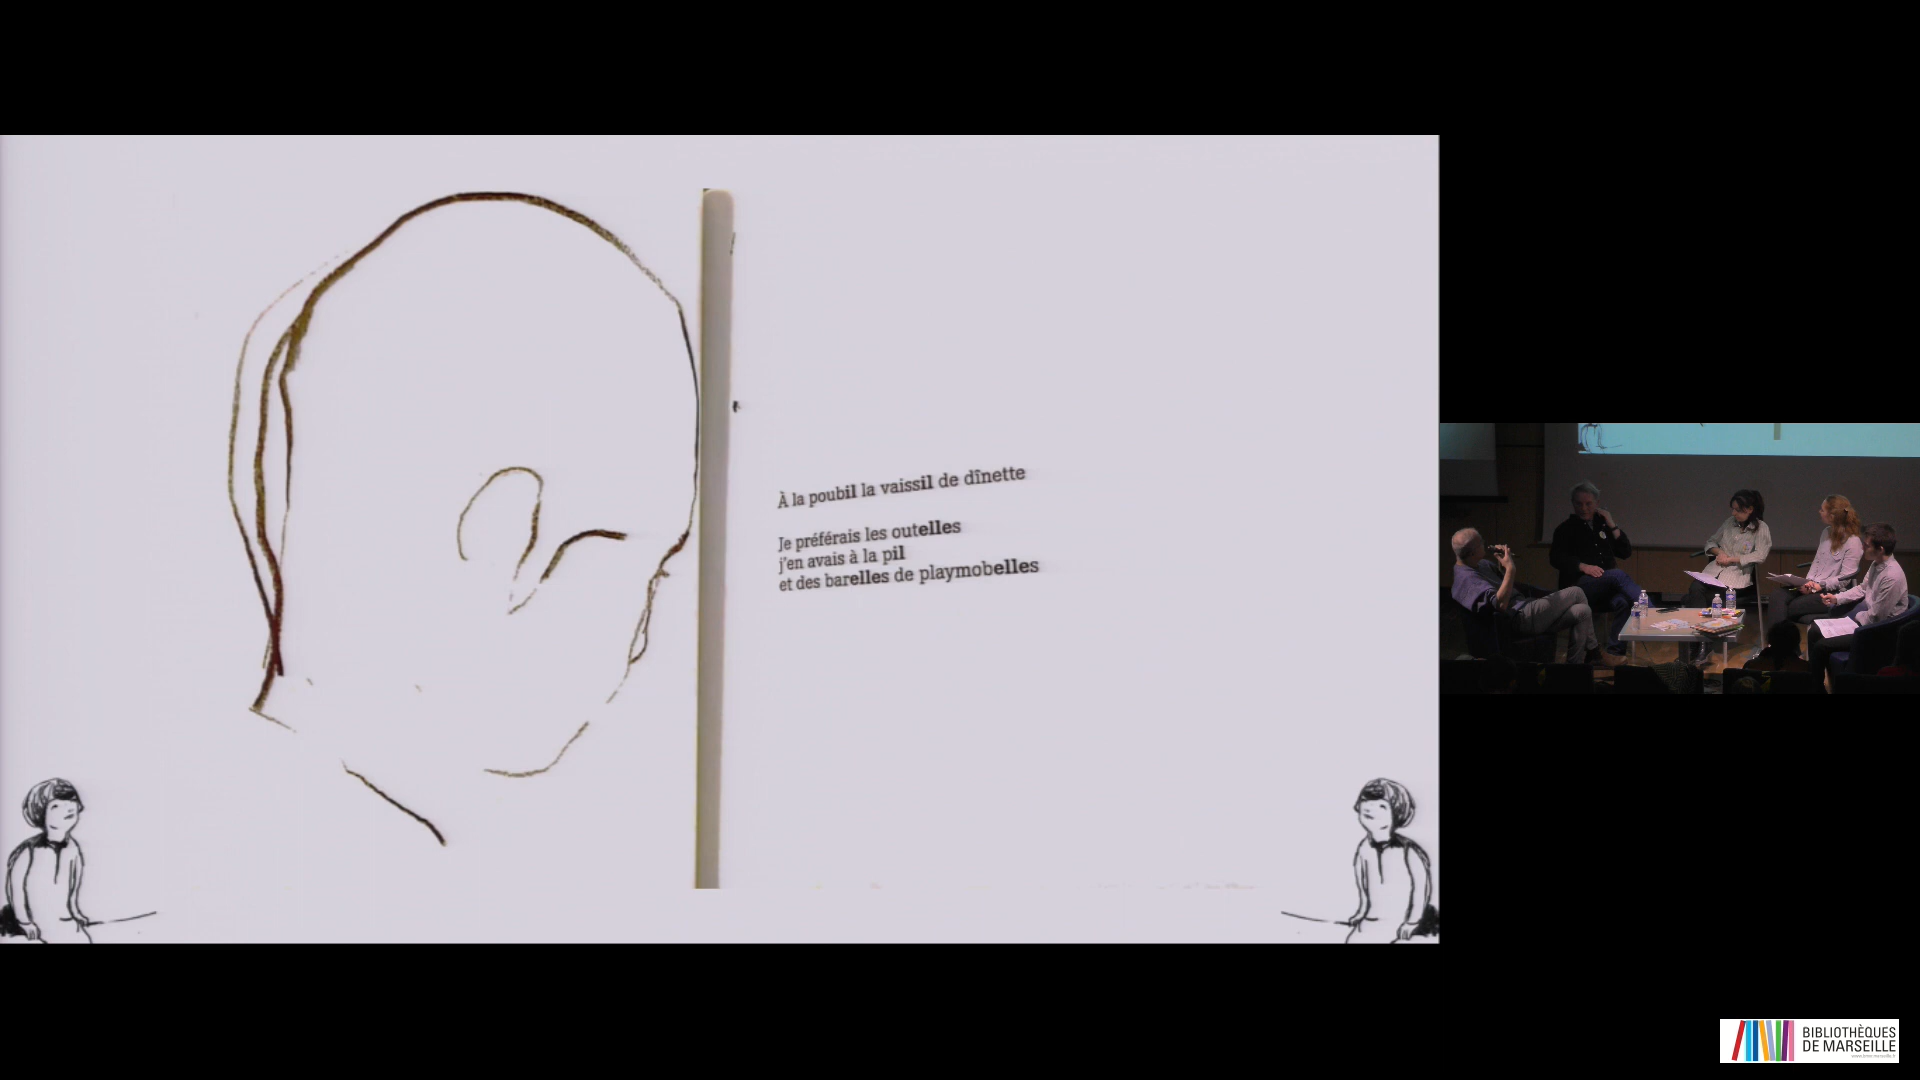 À la poubil la vaissil de dînette
Je préférais les outelles
j'en avais à la pil
et des barelles de playmobelles
BIBLIOTHÈQUES
DE MARSEILLE